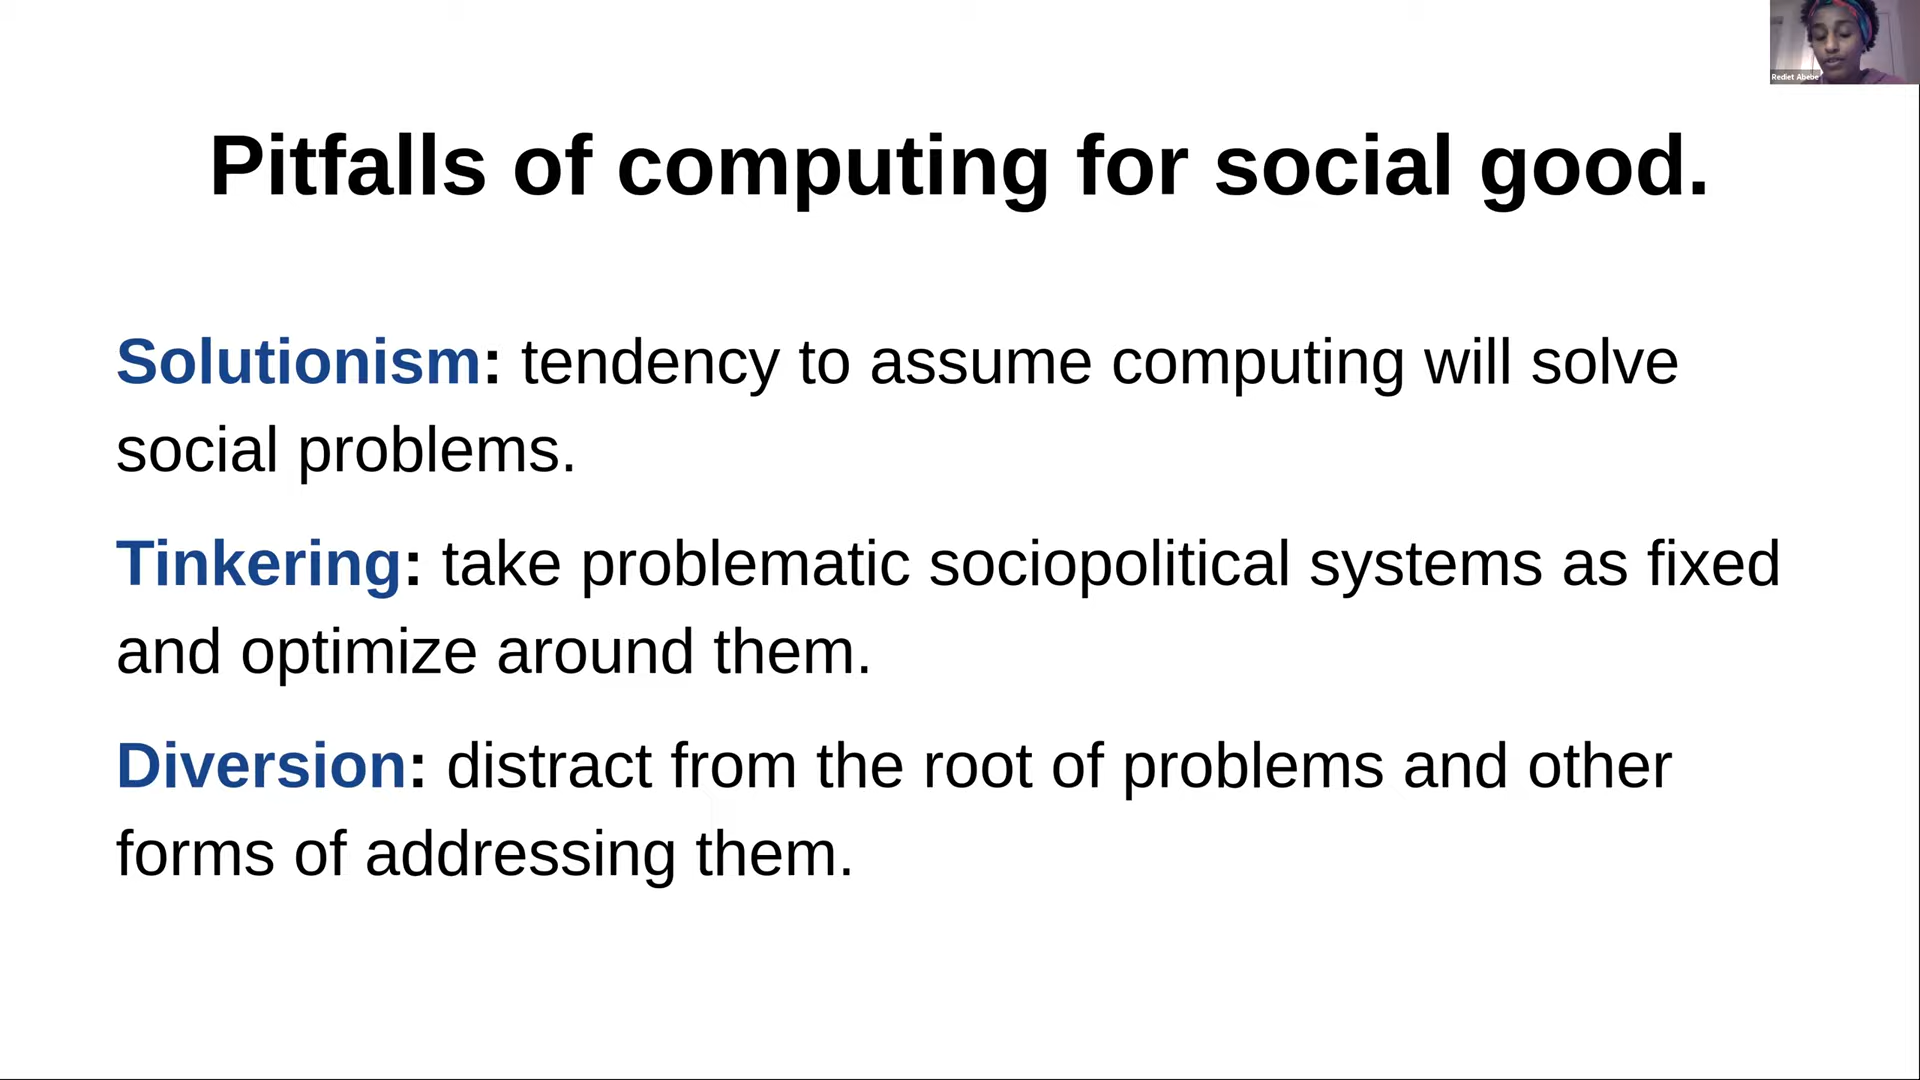 Rediet Abebe
Pitfalls of computing for social good.
Solutionism: tendency to assume computing will solve
social problems.
Tinkering: take problematic sociopolitical systems as fixed
and optimize around them.
Diversion: distract from the root of problems and other
forms of addressing them.